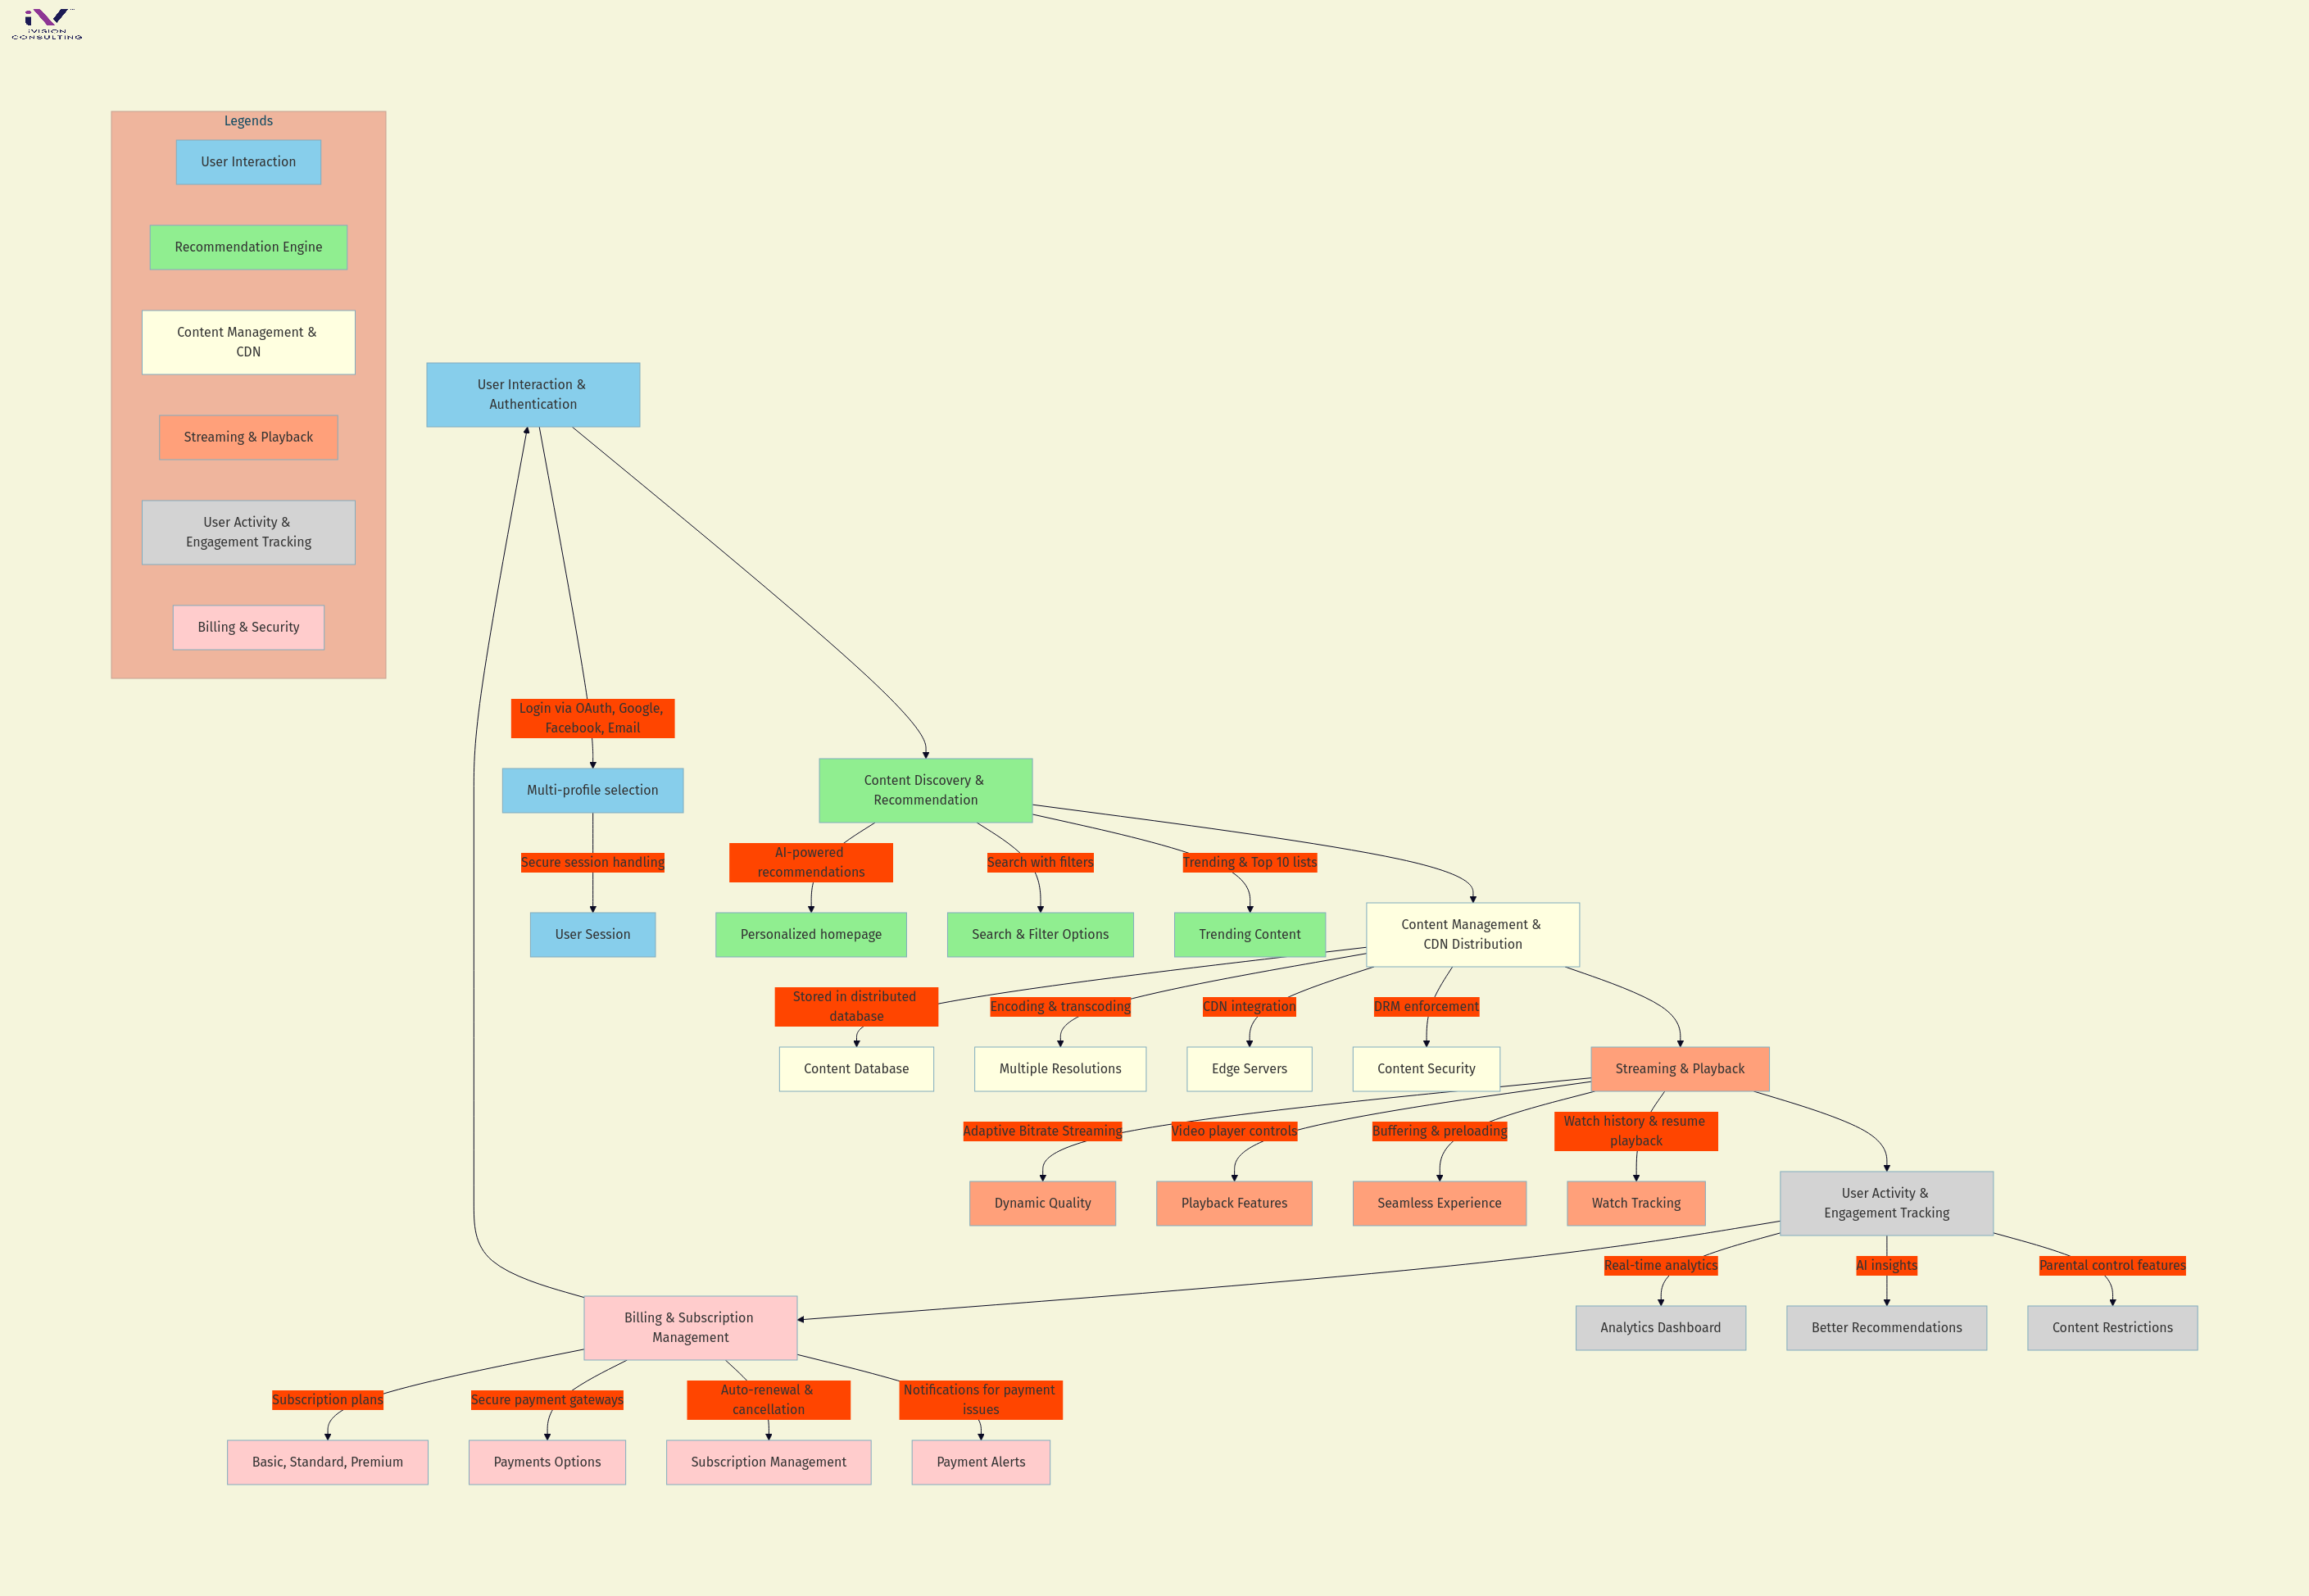 iV
iVISION
CONSULTING
Legends
User Interaction
Recommendation Engine
Content Management &
CDN
Streaming & Playback
User Activity &
Engagement Tracking
Billing & Security
User Interaction &
Authentication
Login via OAuth, Google,
Facebook, Email
Multi-profile selection
Secure session handling
User Session
Content Discovery &
Recommendation
AI-powered
recommendations
Search with filters
Trending & Top 10 lists
Personalized homepage
Search & Filter Options
Trending Content
Content Management &
CDN Distribution
Stored in distributed
database
Encoding & transcoding
CDN integration
DRM enforcement
Content Database
Multiple Resolutions
Edge Servers
Content Security
Streaming & Playback
Adaptive Bitrate Streaming
Video player controls
Buffering & preloading
Watch history & resume
playback
Dynamic Quality
Playback Features
Seamless Experience
Watch Tracking
User Activity &
Engagement Tracking
Real-time analytics
AI insights
Parental control features
Analytics Dashboard
Better Recommendations
Content Restrictions
Billing & Subscription
Management
Subscription plans
Secure payment gateways
Auto-renewal &
cancellation
Notifications for payment
issues
Basic, Standard, Premium
Payments Options
Subscription Management
Payment Alerts